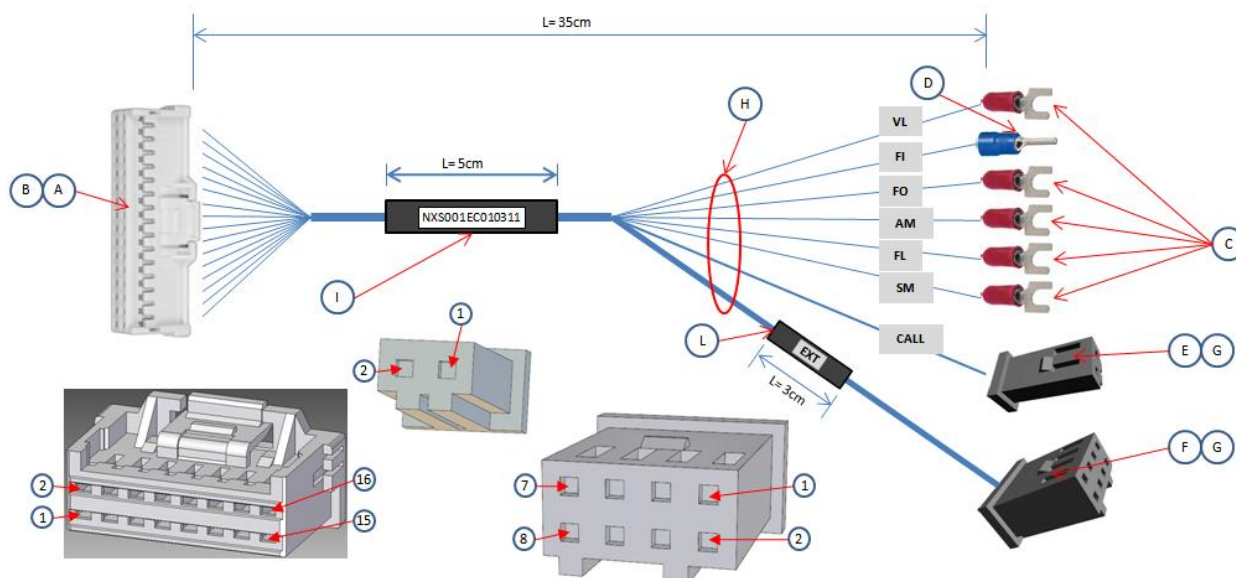 L= 35cm
H
D
VL
FI
B
A
L= 5cm
FO
NXS001EC010311
AM
C
FL
I
SM
1
L
CALL
2
EXT
E
G
L= 3cm
2
16
7
1
F
G
1
15
8
2